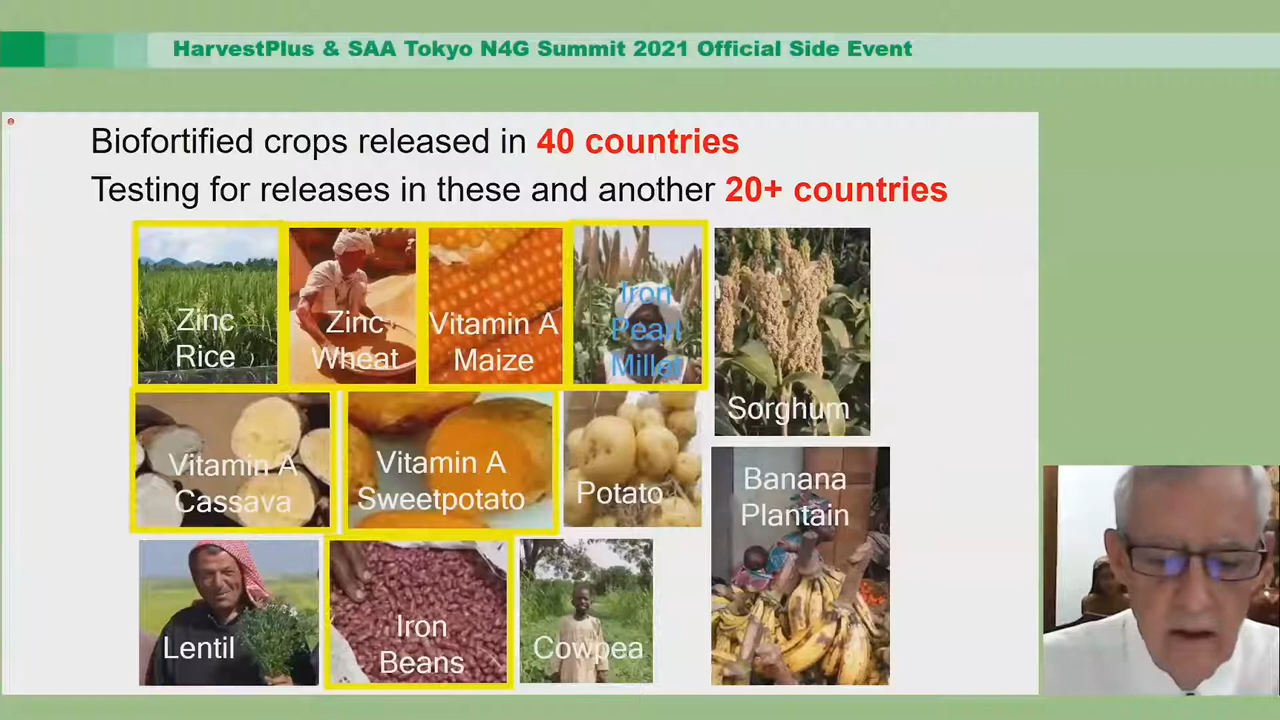 HarvestPlus & SAA Tokyo N4G Summit 2021 Official Side Event
Biofortified crops released in 40 countries
Testing for releases in these and another 20+ countries
Zinc
Rice
Zinc
Wheat
Vitamin A
Maize
Iron
Pearl
Millet
Sorghum
Vitamin A
Cassava
Vitamin A
Sweetpotato
Potato
Banana
Plantain
Lentil
Iron
Beans
Cowpea